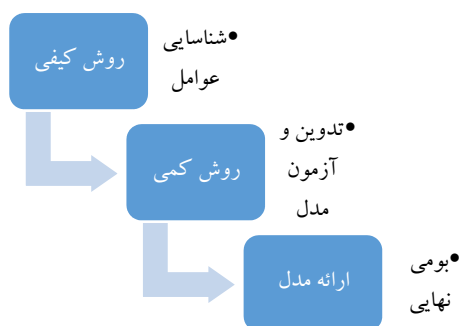 روش کیفی
•شناسایی
عوامل
روش کمی
•تدوین و
آزمون
مدل
ارائه مدل
•بومی
نهایی